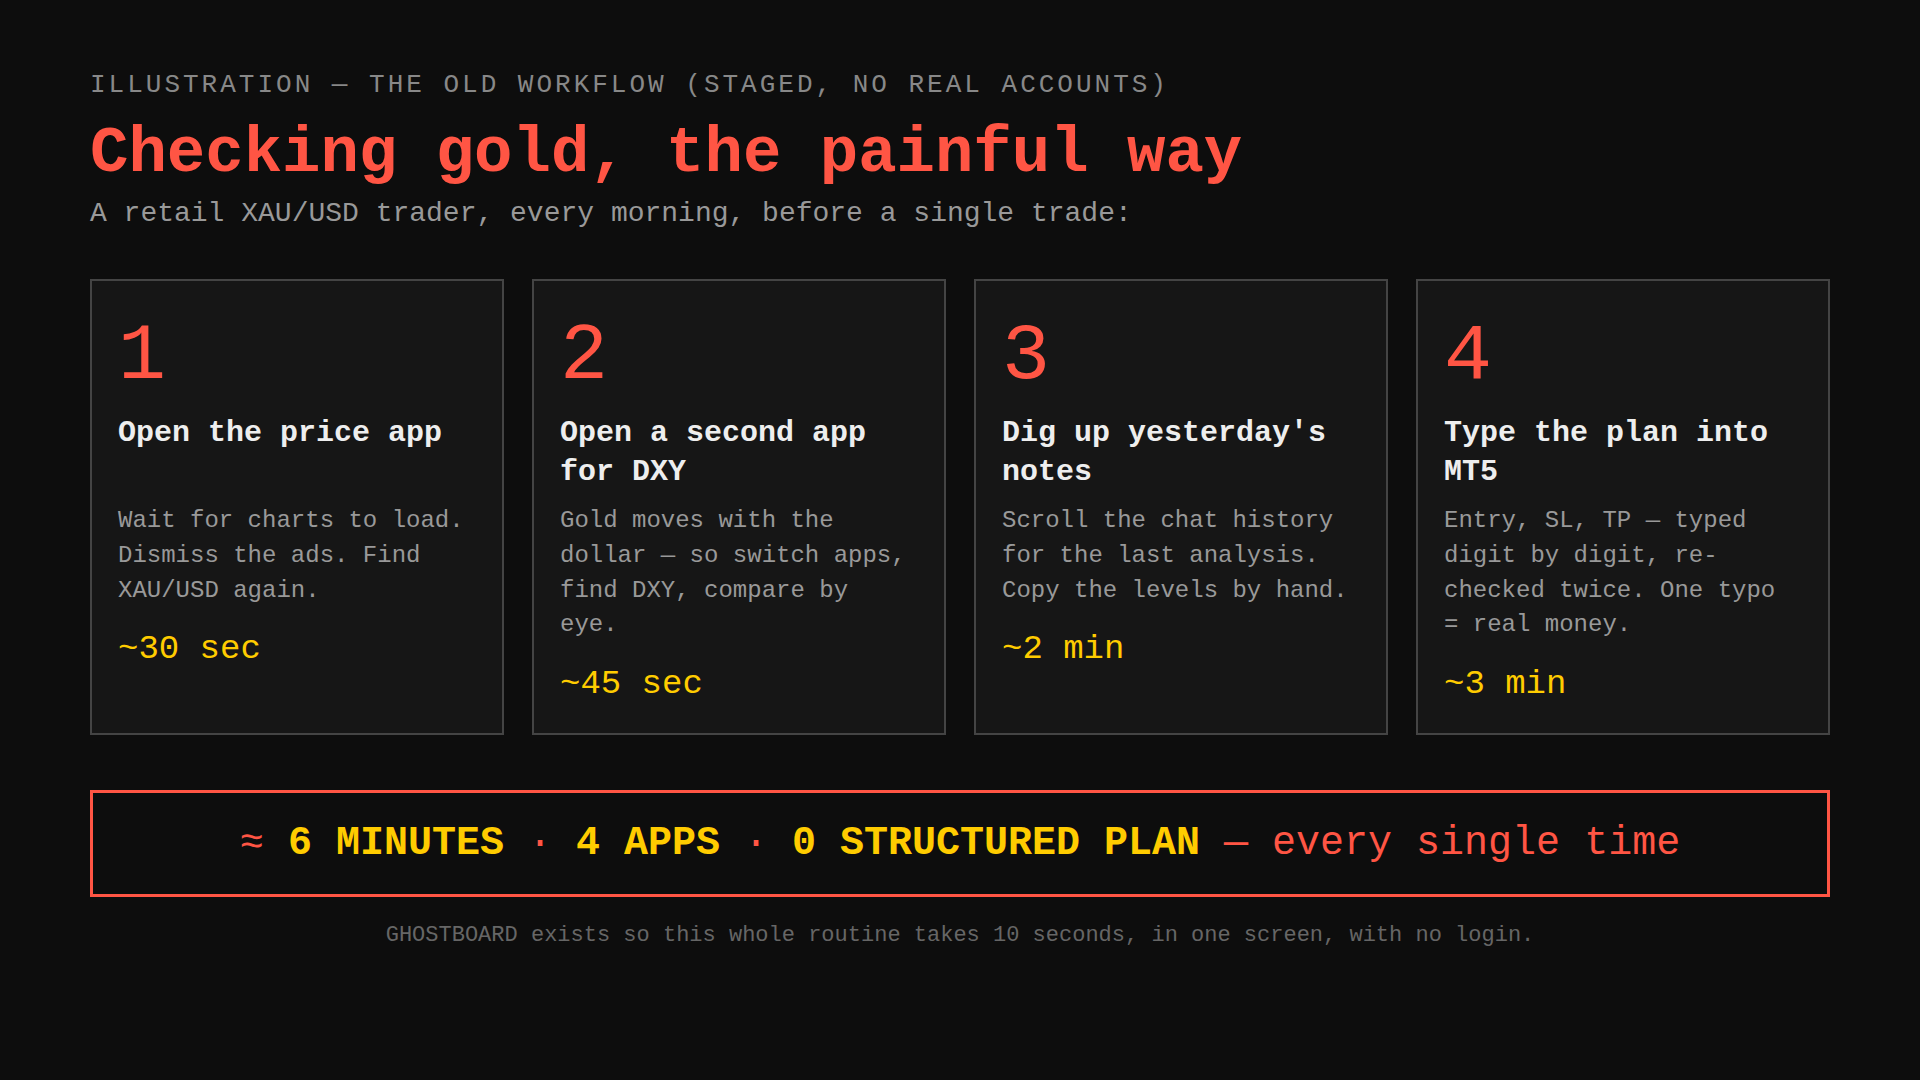 ILLUSTRATION — THE OLD WORKFLOW (STAGED, NO REAL ACCOUNTS)
Checking gold, the painful way
A retail XAU/USD trader, every morning, before a single trade:
1
Open the price app
Wait for charts to load.
Dismiss the ads. Find
XAU/USD again.
~30 sec
2
Open a second app
for DXY
Gold moves with the
dollar — so switch apps,
find DXY, compare by
eye.
~45 sec
3
Dig up yesterday's
notes
Scroll the chat history
for the last analysis.
Copy the levels by hand.
~2 min
4
Type the plan into
MT5
Entry, SL, TP — typed
digit by digit, re-
checked twice. One typo
= real money.
~3 min
≈ 6 MINUTES · 4 APPS · 0 STRUCTURED PLAN — every single time
GHOSTBOARD exists so this whole routine takes 10 seconds, in one screen, with no login.